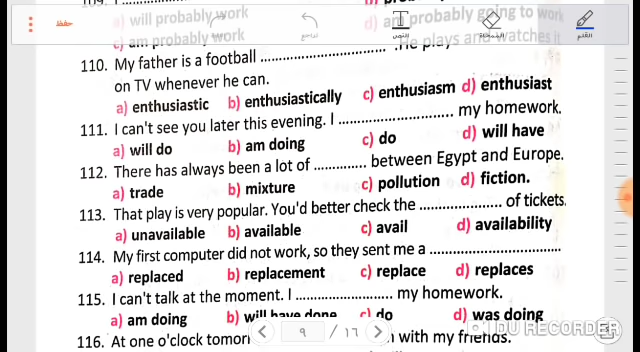 109. I
a) will probably work
d) am probably going to work
c) am probably
حفظ
تراجع
النص
الممحاة
القلم
110. My father is a football .............................. He plays and watches it
on TV whenever he can.
a) enthusiastic b) enthusiastically c) enthusiasm d) enthusiast
111. I can't see you later this evening. I .............................. my homework.
a) will do b) am doing c) do d) will have
112. There has always been a lot of .............. between Egypt and Europe.
a) trade b) mixture c) pollution d) fiction.
113. That play is very popular. You'd better check the ...................... of tickets.
a) unavailable b) available c) avail d) availability
114. My first computer did not work, so they sent me a ..................................
a) replaced b) replacement c) replace d) replaces
115. I can't talk at the moment. I ........................ my homework.
a) am doing b) will have done c) do d) was doing
٩ / ١٦
DU RECORDER
116. At one o'clock with my friends.